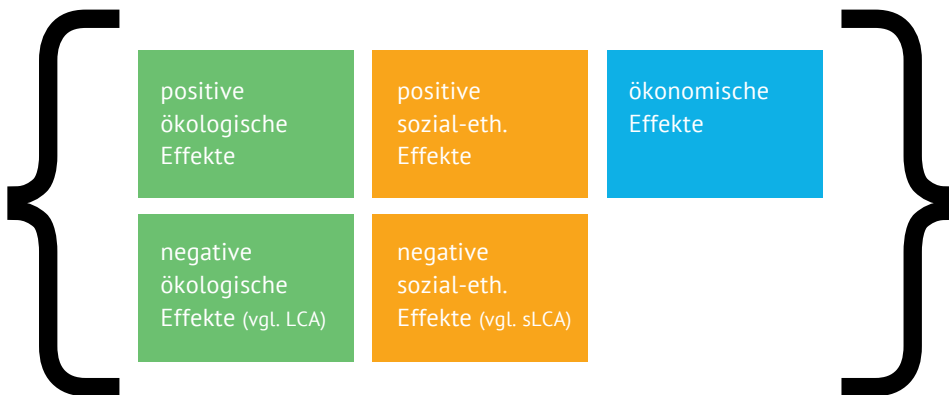 positive
ökologische
Effekte
positive
sozial-eth.
Effekte
ökonomische
Effekte
negative
ökologische
Effekte (vgl. LCA)
negative
sozial-eth.
Effekte (vgl. sLCA)